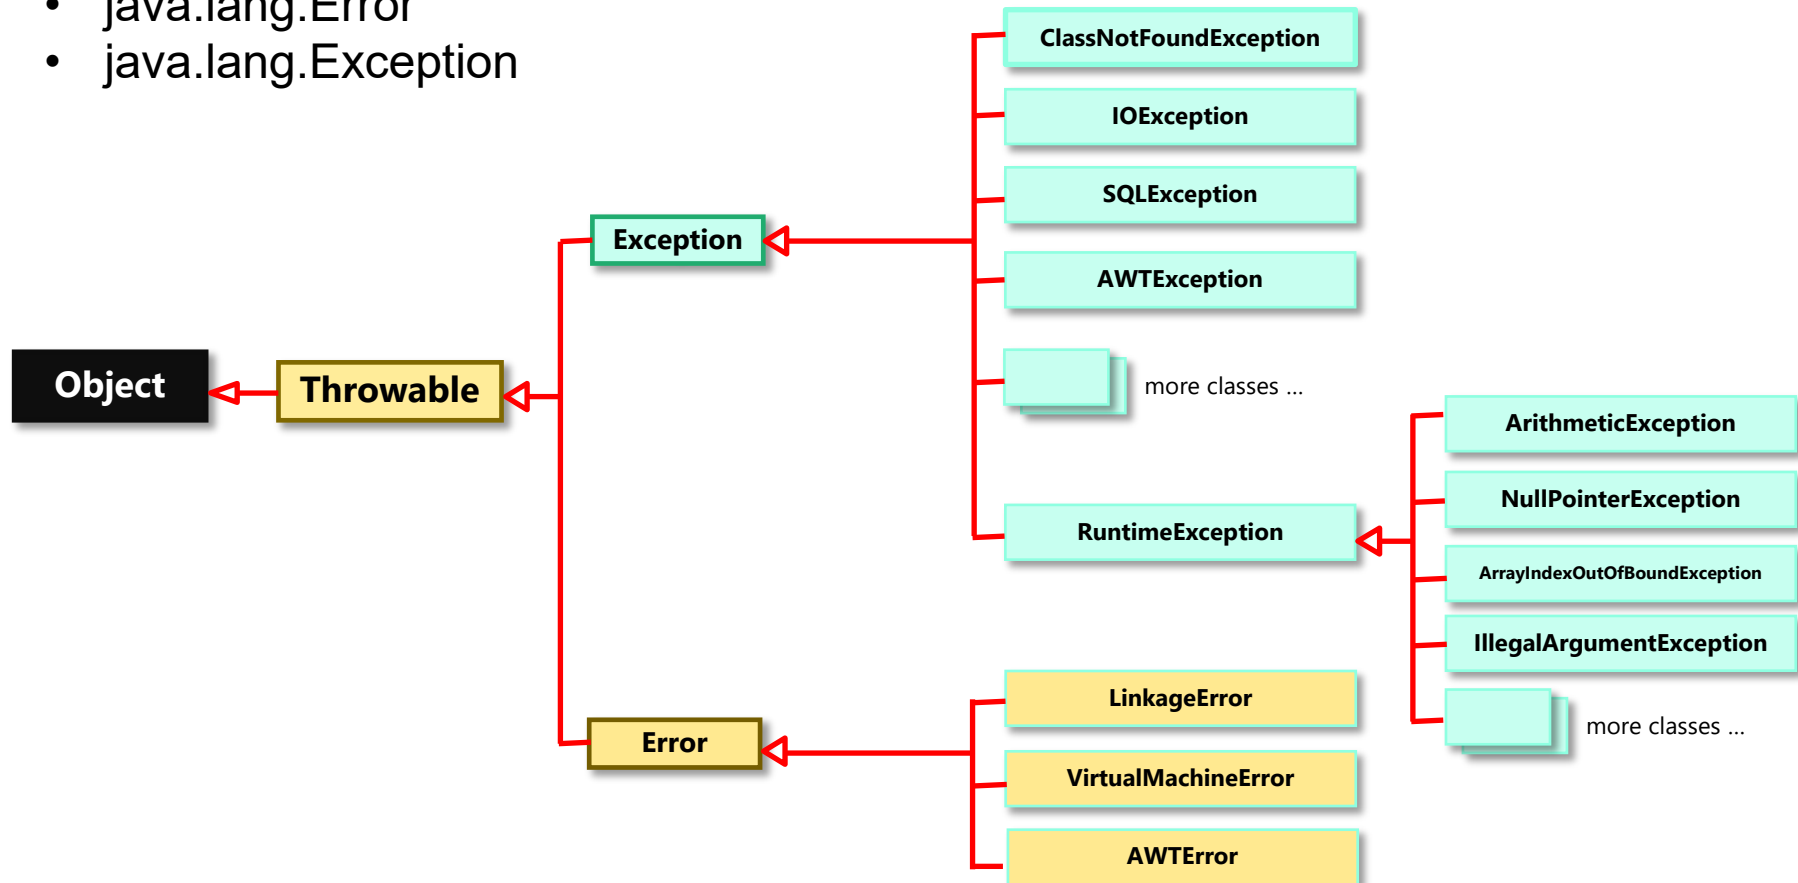 • java.lang.Error
• java.lang.Exception
ClassNotFoundException
IOException
SQLException
Exception
AWTException
Object
Throwable
more classes ...
ArithmeticException
NullPointerException
RuntimeException
ArrayIndexOutOfBoundException
IllegalArgumentException
LinkageError
more classes ...
Error
VirtualMachineError
AWTError